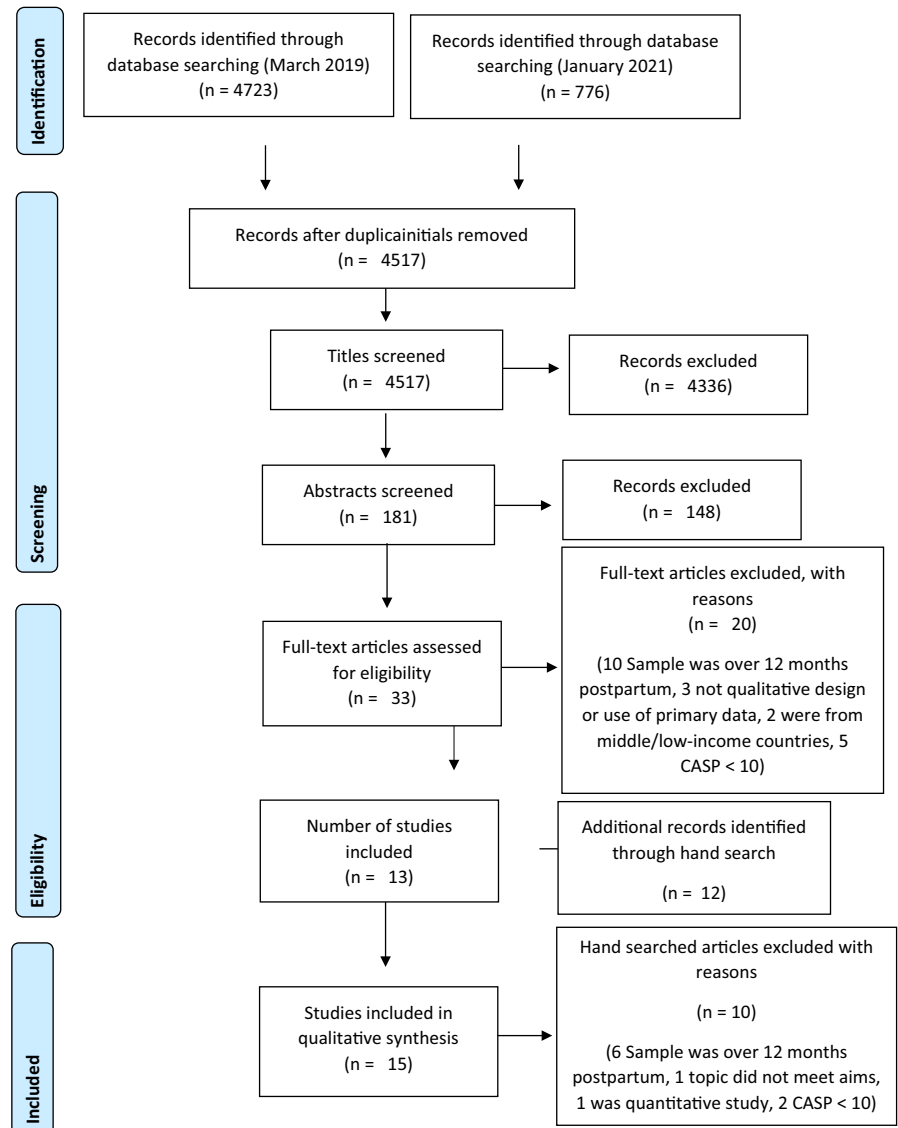 Identification
Records identified through
database searching (March 2019)
(n = 4723)
Records identified through database
searching (January 2021)
(n = 776)
Screening
Records after duplicainitials removed
(n = 4517)
Titles screened
(n = 4517)
Records excluded
(n = 4336)
Abstracts screened
(n = 181)
Records excluded
(n = 148)
Eligibility
Full-text articles assessed
for eligibility
(n = 33)
Full-text articles excluded, with
reasons
(n = 20)
(10 Sample was over 12 months
postpartum, 3 not qualitative design
or use of primary data, 2 were from
middle/low-income countries, 5
CASP < 10)
Number of studies
included
(n = 13)
Additional records identified
through hand search
(n = 12)
Included
Studies included in
qualitative synthesis
(n = 15)
Hand searched articles excluded with
reasons
(n = 10)
(6 Sample was over 12 months
postpartum, 1 topic did not meet aims,
1 was quantitative study, 2 CASP < 10)